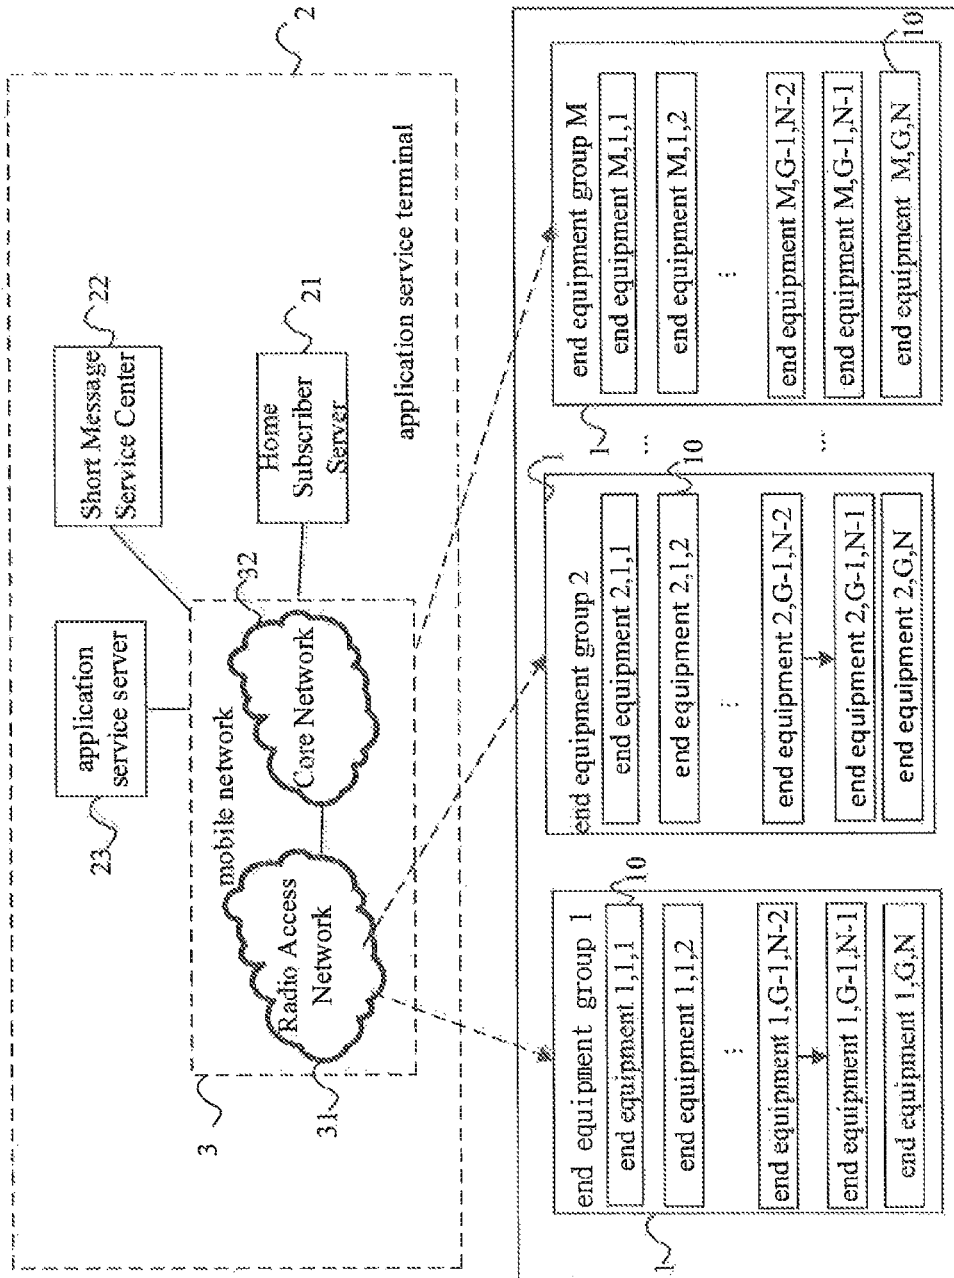 2
application service terminal
Short Message
Service Center
22
Home
Subscriber
Server
21
application
service server
23
mobile network
Core Network
32
Radio Access
Network
31
3
end equipment group 1
end equipment 1,1,1
end equipment 1,1,2
...
end equipment 1,G-1,N-2
end equipment 1,G-1,N-1
end equipment 1,G,N
10
1
end equipment group 2
end equipment 2,1,1
end equipment 2,1,2
...
end equipment 2,G-1,N-2
end equipment 2,G-1,N-1
end equipment 2,G,N
10
1
...
...
end equipment group M
end equipment M,1,1
end equipment M,1,2
...
end equipment M,G-1,N-2
end equipment M,G-1,N-1
end equipment M,G,N
10
1